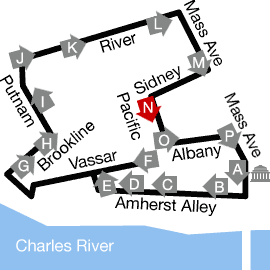 Mass Ave
J
K
River
L
Sidney
M
Putnam
I
N
Pacific
Mass Ave
Brookline
H
O
P
Albany
G
Vassar
F
A
E
D
C
B
Amherst Alley
Charles River